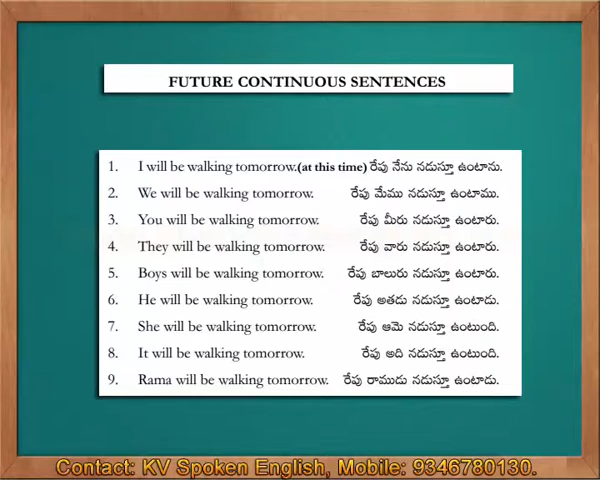 FUTURE CONTINUOUS SENTENCES
1. I will be walking tomorrow.(at this time) రేపు నేను నడుస్తూ ఉంటాను.
2. We will be walking tomorrow. రేపు మేము నడుస్తూ ఉంటాము.
3. You will be walking tomorrow. రేపు మీరు నడుస్తూ ఉంటారు.
4. They will be walking tomorrow. రేపు వారు నడుస్తూ ఉంటారు.
5. Boys will be walking tomorrow. రేపు బాలురు నడుస్తూ ఉంటారు.
6. He will be walking tomorrow. రేపు అతడు నడుస్తూ ఉంటాడు.
7. She will be walking tomorrow. రేపు ఆమె నడుస్తూ ఉంటుంది.
8. It will be walking tomorrow. రేపు అది నడుస్తూ ఉంటుంది.
9. Rama will be walking tomorrow. రేపు రాముడు నడుస్తూ ఉంటాడు.
Contact: KV Spoken English, Mobile: 9346780130.